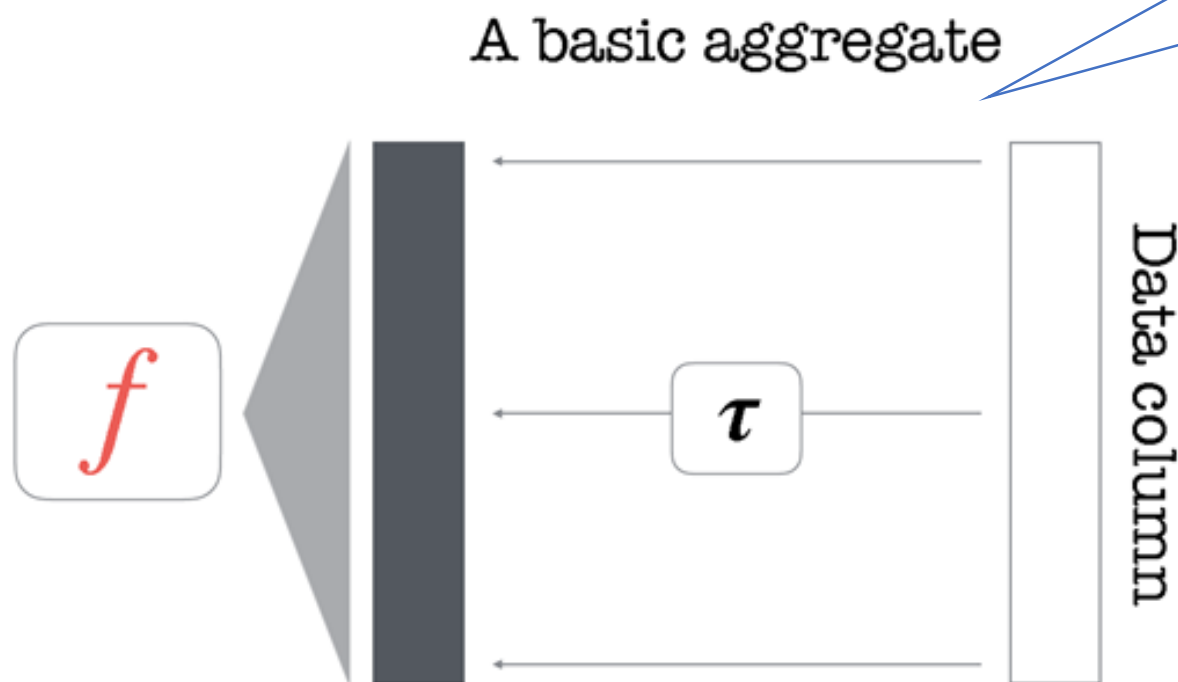 A basic aggregate
f
τ
Data column